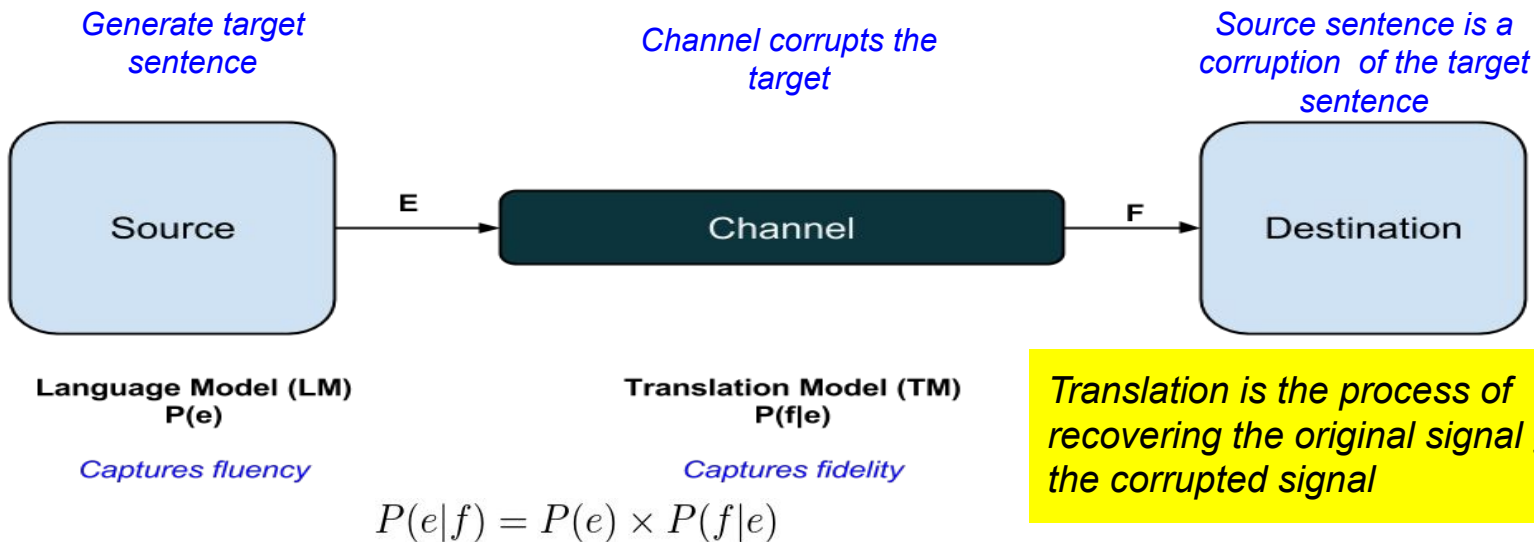 Generate target
sentence
Channel corrupts the
target
Source sentence is a
corruption of the target
sentence
Source
E
Channel
F
Destination
Language Model (LM)
P(e)
Captures fluency
Translation Model (TM)
P(f|e)
Captures fidelity
Translation is the process of
recovering the original signal
the corrupted signal
P(e|f) = P(e) × P(f|e)